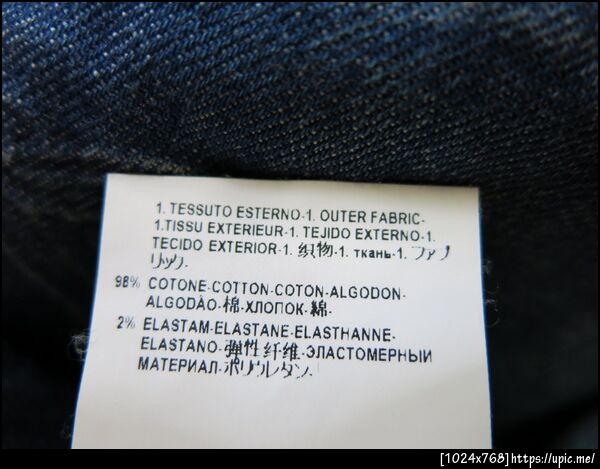 1. TESSUTO ESTERNO-1. OUTER FABRIC-
1.TISSU EXTERIEUR-1. TEJIDO EXTERNO-1.
TECIDO EXTERIOR-1. 织物-1. ткань-1. ファブ
リック-
98% COTONE-COTTON-COTON-ALGODON-
ALGODÃO-棉-ХЛОПОК-綿-
2% ELASTAM-ELASTANE-ELASTHANNE-
ELASTANO-弹性纤维-ЭЛАСТОМЕРНЫЙ
МАТЕРИАЛ-ポリウレタン-
[1024x768]https://upic.me/